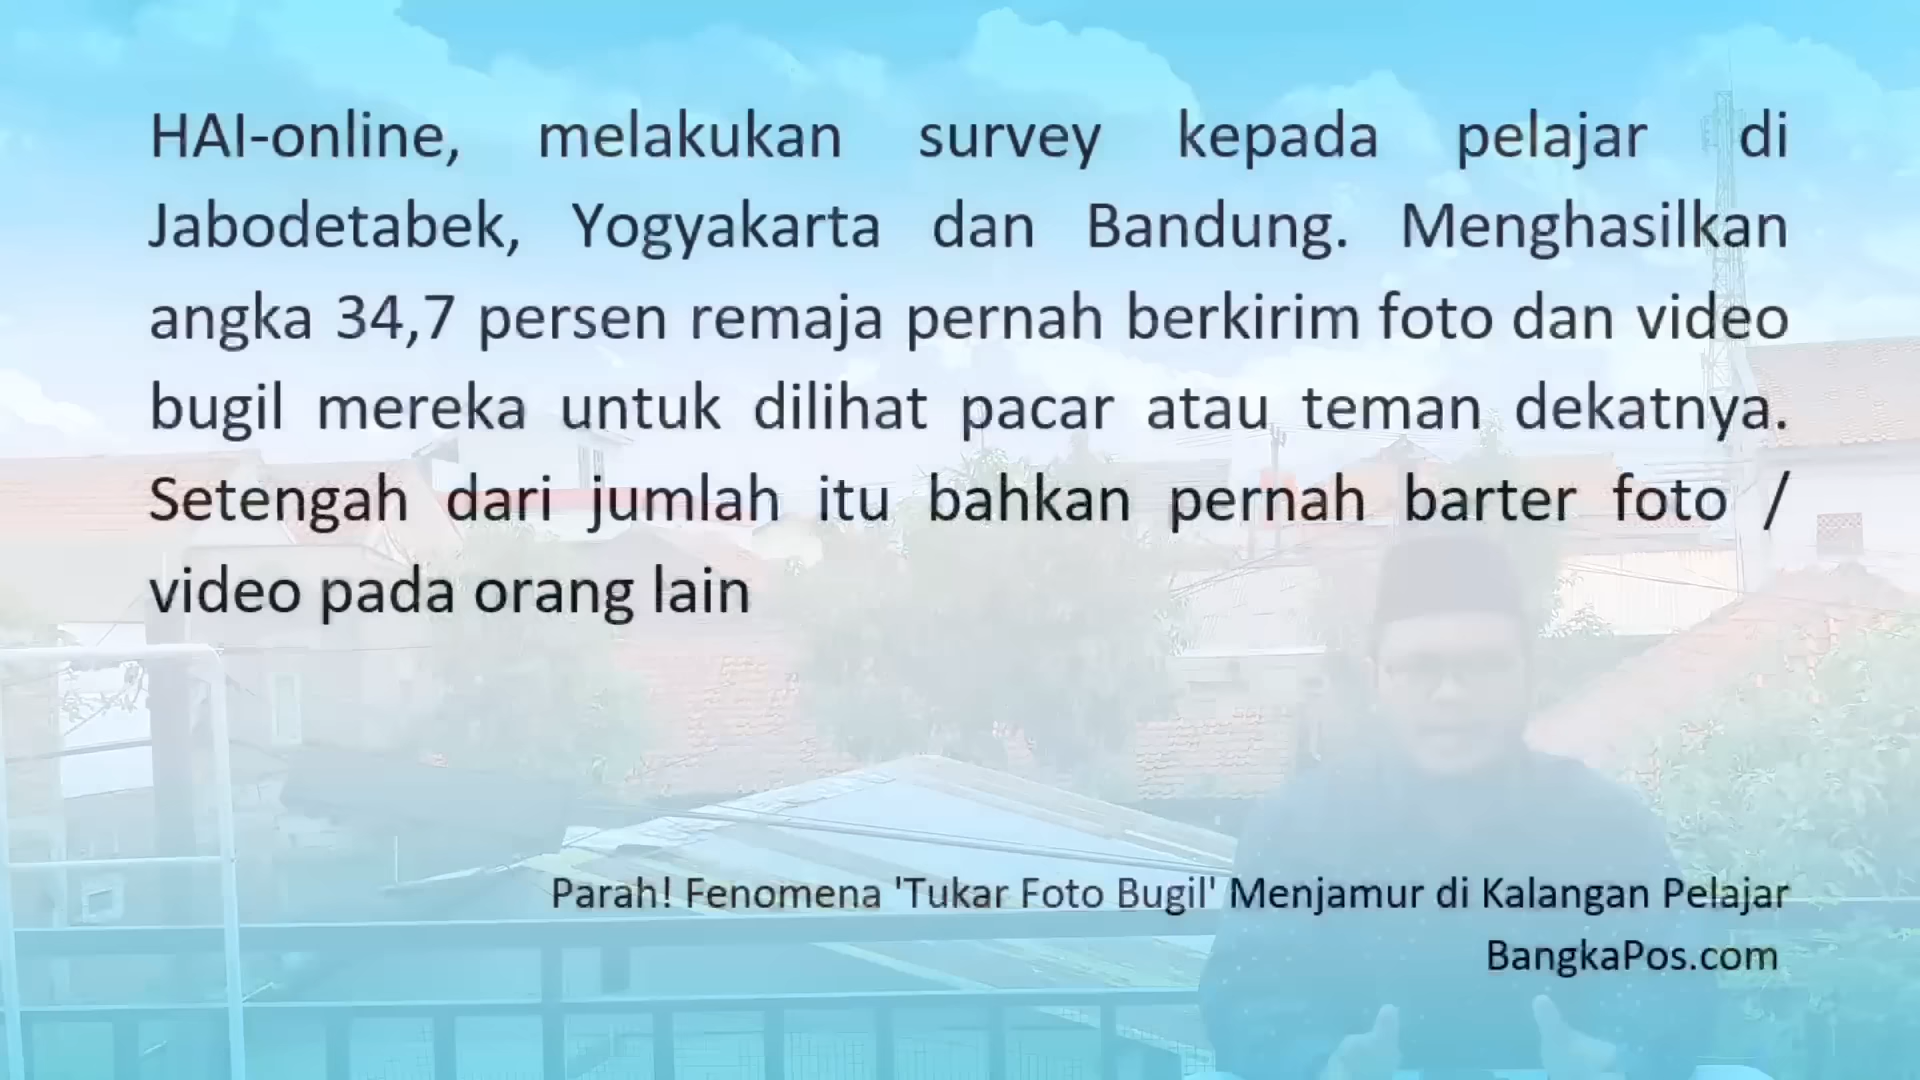 HAI-online, melakukan survey kepada pelajar di
Jabodetabek, Yogyakarta dan Bandung. Menghasilkan
angka 34,7 persen remaja pernah berkirim foto dan video
bugil mereka untuk dilihat pacar atau teman dekatnya.
Setengah dari jumlah itu bahkan pernah barter foto /
video pada orang lain
Parah! Fenomena 'Tukar Foto Bugil' Menjamur di Kalangan Pelajar
BangkaPos.com